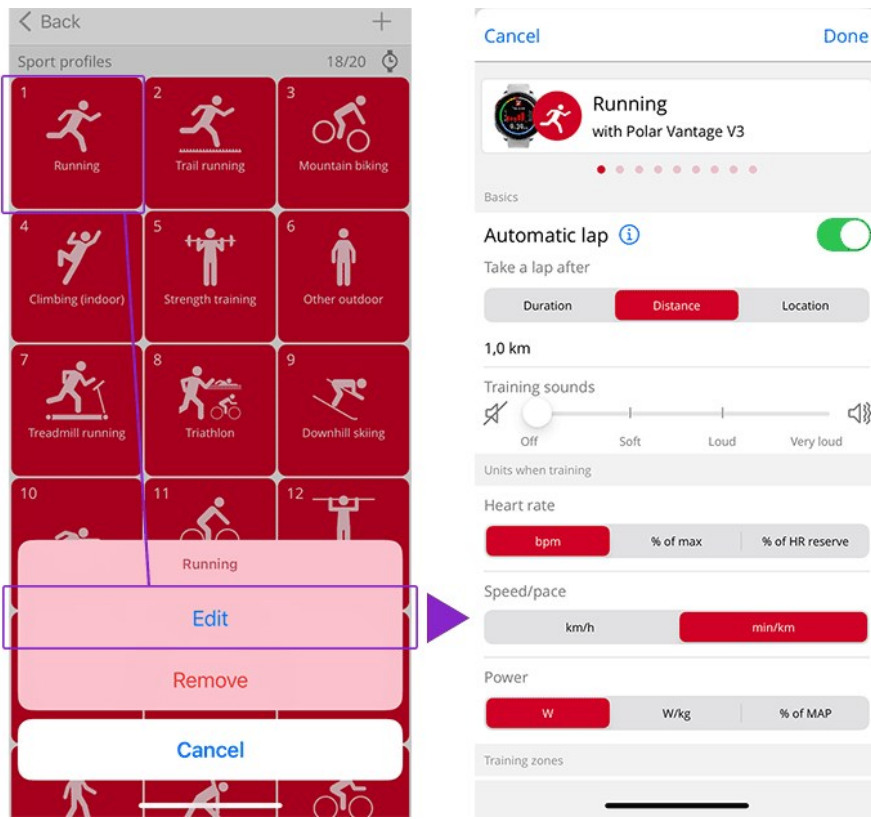 Back
Sport profiles 18/20
1 2 3
Running Trail running Mountain biking
4 5 6
Climbing (indoor) Strength training Other outdoor
7 8 9
Treadmill running Triathlon Downhill skiing
10 11 12
Running
Edit
Remove
Cancel
Cancel Done
Running
with Polar Vantage V3
Basics
Automatic lap
Take a lap after
Duration Distance Location
1,0 km
Training sounds
Off Soft Loud Very loud
Units when training
Heart rate
bpm % of max % of HR reserve
Speed/pace
km/h min/km
Power
W W/kg % of MAP
Training zones